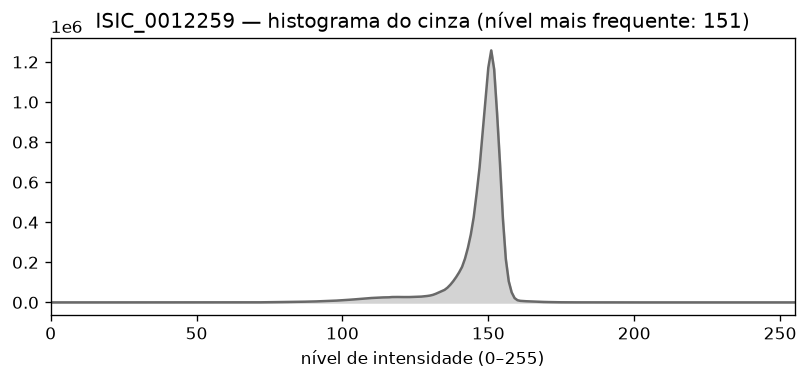 ISIC_0012259 — histograma do cinza (nível mais frequente: 151)
1e6
1.2
1.0
0.8
0.6
0.4
0.2
0.0
0 50 100 150 200 250
nível de intensidade (0–255)